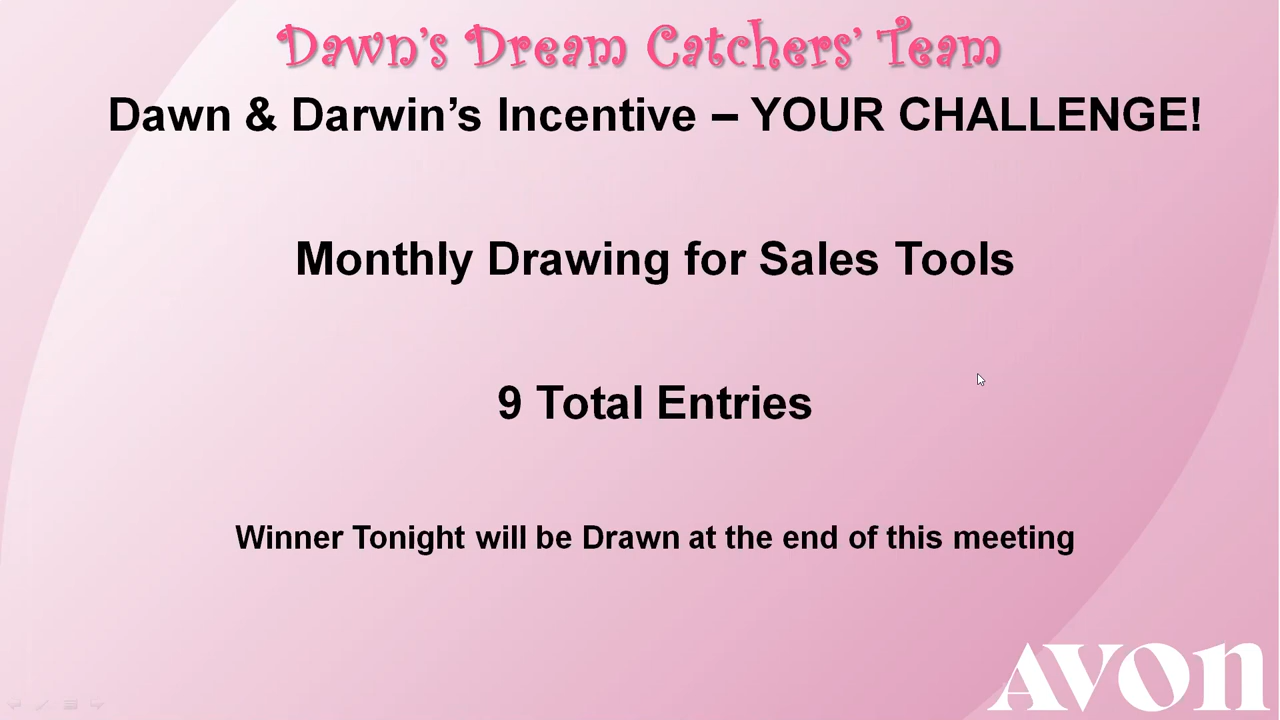 Dawn's Dream Catchers' Team
Dawn & Darwin's Incentive – YOUR CHALLENGE!
Monthly Drawing for Sales Tools
9 Total Entries
Winner Tonight will be Drawn at the end of this meeting
AVON